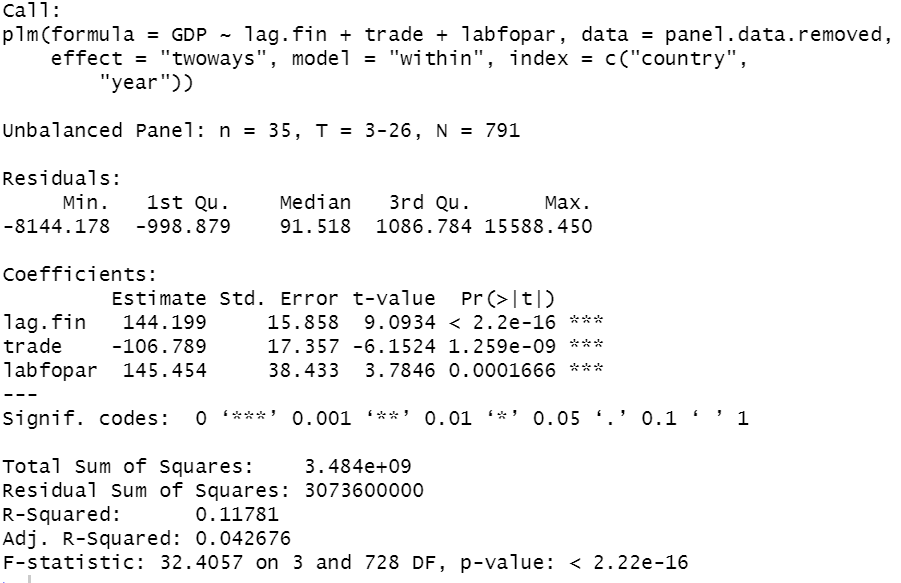 Call:
plm(formula = GDP ~ lag.fin + trade + labfopar, data = panel.data.removed,
    effect = "twoways", model = "within", index = c("country",
        "year"))
Unbalanced Panel: n = 35, T = 3-26, N = 791
Residuals:
     Min.   1st Qu.    Median   3rd Qu.      Max.
-8144.178  -998.879    91.518  1086.784 15588.450
Coefficients:
         Estimate Std. Error t-value  Pr(>|t|)
lag.fin   144.199     15.858  9.0934 < 2.2e-16 ***
trade    -106.789     17.357 -6.1524 1.259e-09 ***
labfopar  145.454     38.433  3.7846 0.0001666 ***
---
Signif. codes:  0 ‘***’ 0.001 ‘**’ 0.01 ‘*’ 0.05 ‘.’ 0.1 ‘ ’ 1
Total Sum of Squares:    3.484e+09
Residual Sum of Squares: 3073600000
R-Squared:      0.11781
Adj. R-Squared: 0.042676
F-statistic: 32.4057 on 3 and 728 DF, p-value: < 2.22e-16